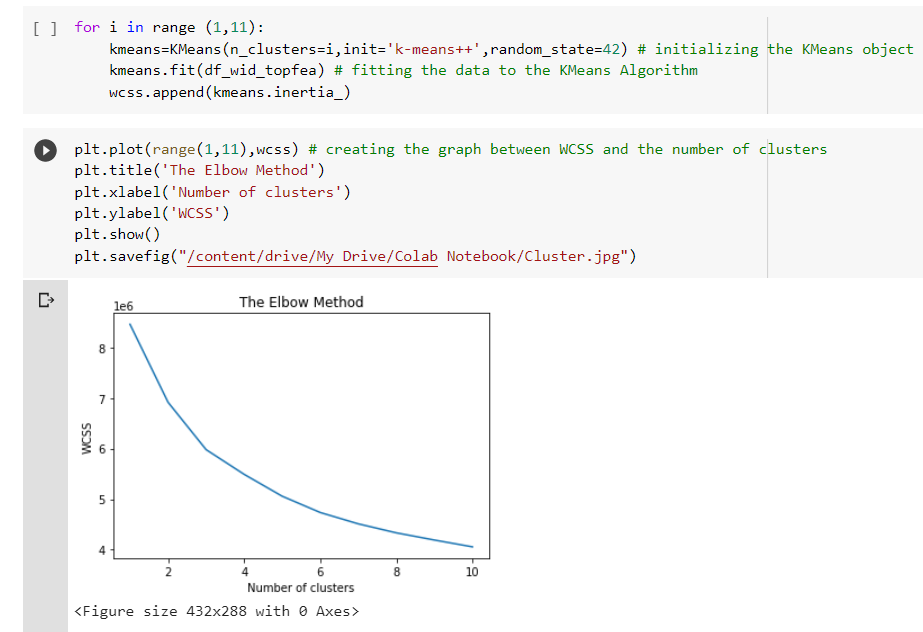 [ ] for i in range (1,11):
kmeans=KMeans(n_clusters=i,init='k-means++',random_state=42) # initializing the KMeans object
kmeans.fit(df_wid_topfea) # fitting the data to the KMeans Algorithm
wcss.append(kmeans.inertia_)
plt.plot(range(1,11),wcss) # creating the graph between WCSS and the number of clusters
plt.title('The Elbow Method')
plt.xlabel('Number of clusters')
plt.ylabel('WCSS')
plt.show()
plt.savefig("/content/drive/My Drive/Colab Notebook/Cluster.jpg")
1e6
The Elbow Method
8
7
6
5
4
WCSS
2 4 6 8 10
Number of clusters
<Figure size 432x288 with 0 Axes>